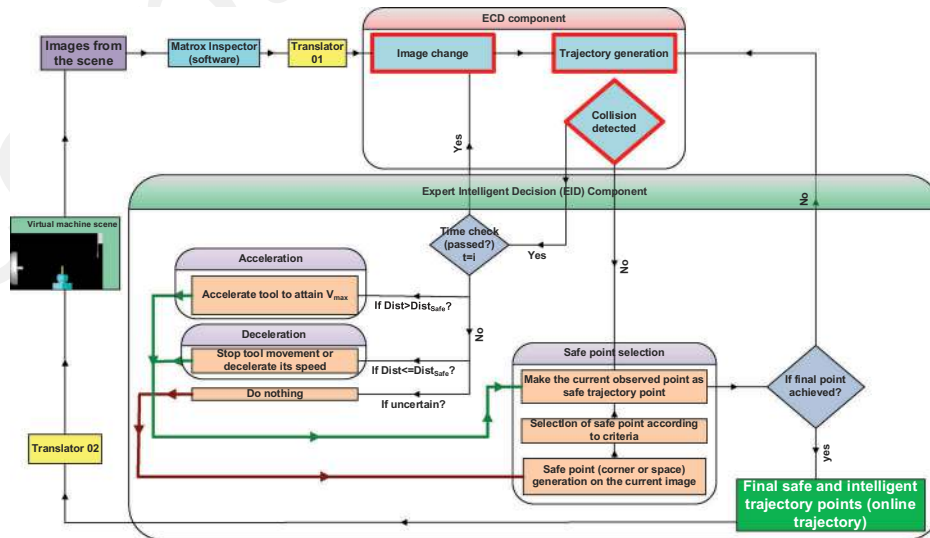 ECD component
Images from
the scene
Matrox Inspector
(software)
Translator
01
Image change
Trajectory generation
Collision
detected
Yes
No
Expert Intelligent Decision (EID) Component
Virtual machine scene
Time check
(passed?)
t=i
Yes
No
Acceleration
Accelerate tool to attain Vmax
If Dist>DistSafe?
No
Deceleration
Stop tool movement or
decelerate its speed
If Dist<=DistSafe?
Do nothing
If uncertain?
Safe point selection
Make the current observed point as
safe trajectory point
Selection of safe point according
to criteria
Safe point (corner or space)
generation on the current image
If final point
achieved?
yes
Translator 02
Final safe and intelligent
trajectory points (online
trajectory)